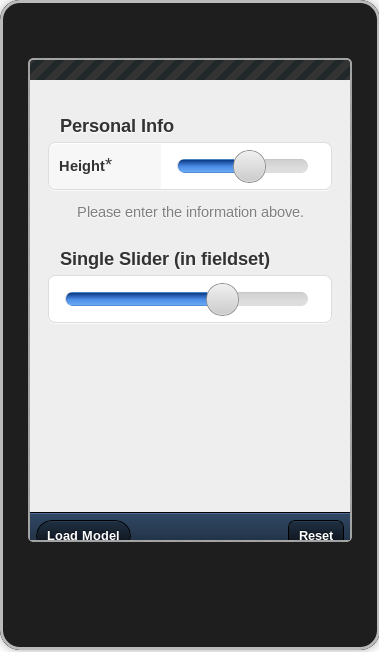 Personal Info
Height*
Please enter the information above.
Single Slider (in fieldset)
Load Model
Reset